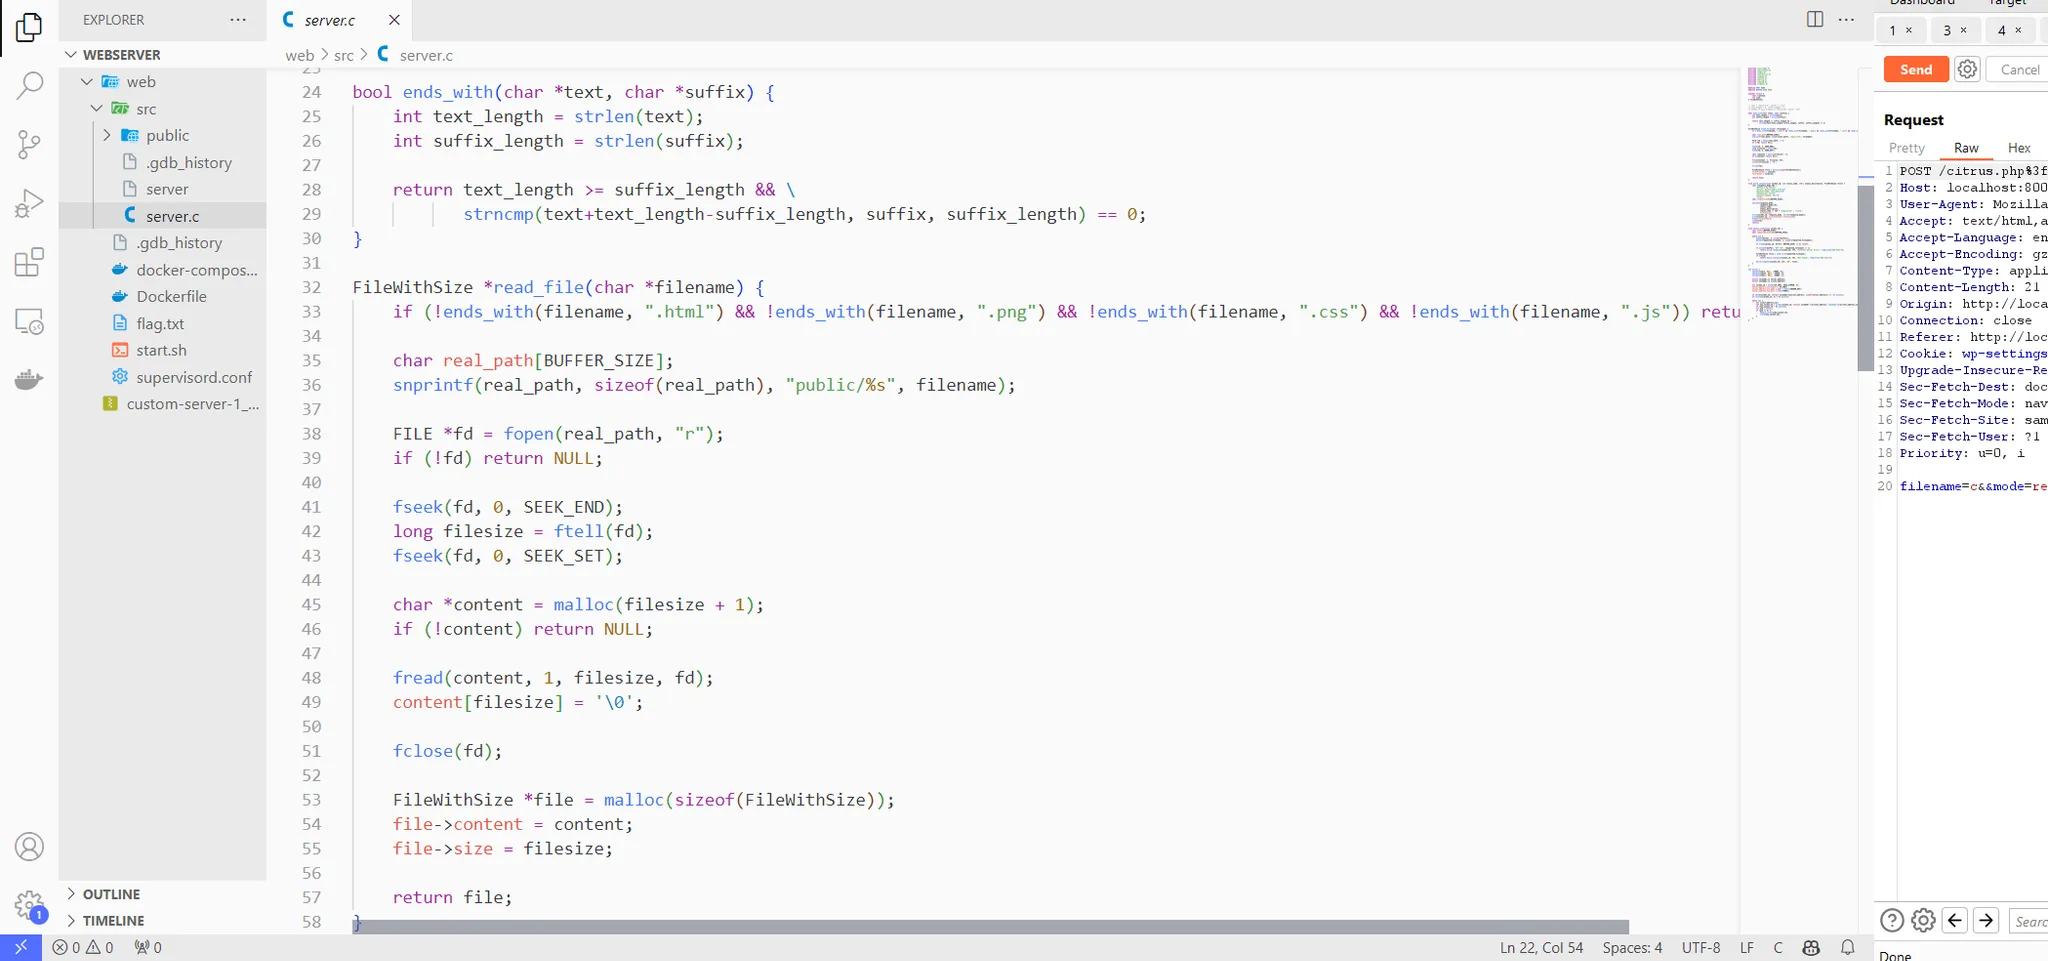 EXPLORER
WEBSERVER
web
src
public
.gdb_history
server
server.c
.gdb_history
docker-compos...
Dockerfile
flag.txt
start.sh
supervisord.conf
custom-server-1_...
OUTLINE
TIMELINE
1
server.c
web > src > server.c
24 bool ends_with(char *text, char *suffix) {
25 int text_length = strlen(text);
26 int suffix_length = strlen(suffix);
27
28 return text_length >= suffix_length && \
29 strncmp(text+text_length-suffix_length, suffix, suffix_length) == 0;
30 }
31
32 FileWithSize *read_file(char *filename) {
33 if (!ends_with(filename, ".html") && !ends_with(filename, ".png") && !ends_with(filename, ".css") && !ends_with(filename, ".js")) retu
34
35 char real_path[BUFFER_SIZE];
36 snprintf(real_path, sizeof(real_path), "public/%s", filename);
37
38 FILE *fd = fopen(real_path, "r");
39 if (!fd) return NULL;
40
41 fseek(fd, 0, SEEK_END);
42 long filesize = ftell(fd);
43 fseek(fd, 0, SEEK_SET);
44
45 char *content = malloc(filesize + 1);
46 if (!content) return NULL;
47
48 fread(content, 1, filesize, fd);
49 content[filesize] = '\0';
50
51 fclose(fd);
52
53 FileWithSize *file = malloc(sizeof(FileWithSize));
54 file->content = content;
55 file->size = filesize;
56
57 return file;
58 }
0 0 0
Ln 22, Col 54 Spaces: 4 UTF-8 LF C
Dashboard Target
1 × 3 × 4 ×
Send Cancel
Request
Pretty Raw Hex
1 POST /citrus.php%3f
2 Host: localhost:800
3 User-Agent: Mozilla
4 Accept: text/html,a
5 Accept-Language: en
6 Accept-Encoding: gz
7 Content-Type: appli
8 Content-Length: 21
9 Origin: http://loca
10 Connection: close
11 Referer: http://loc
12 Cookie: wp-settings
13 Upgrade-Insecure-Re
14 Sec-Fetch-Dest: doc
15 Sec-Fetch-Mode: nav
16 Sec-Fetch-Site: sam
17 Sec-Fetch-User: ?1
18 Priority: u=0, i
19
20 filename=c&&mode=re
Searc
Done